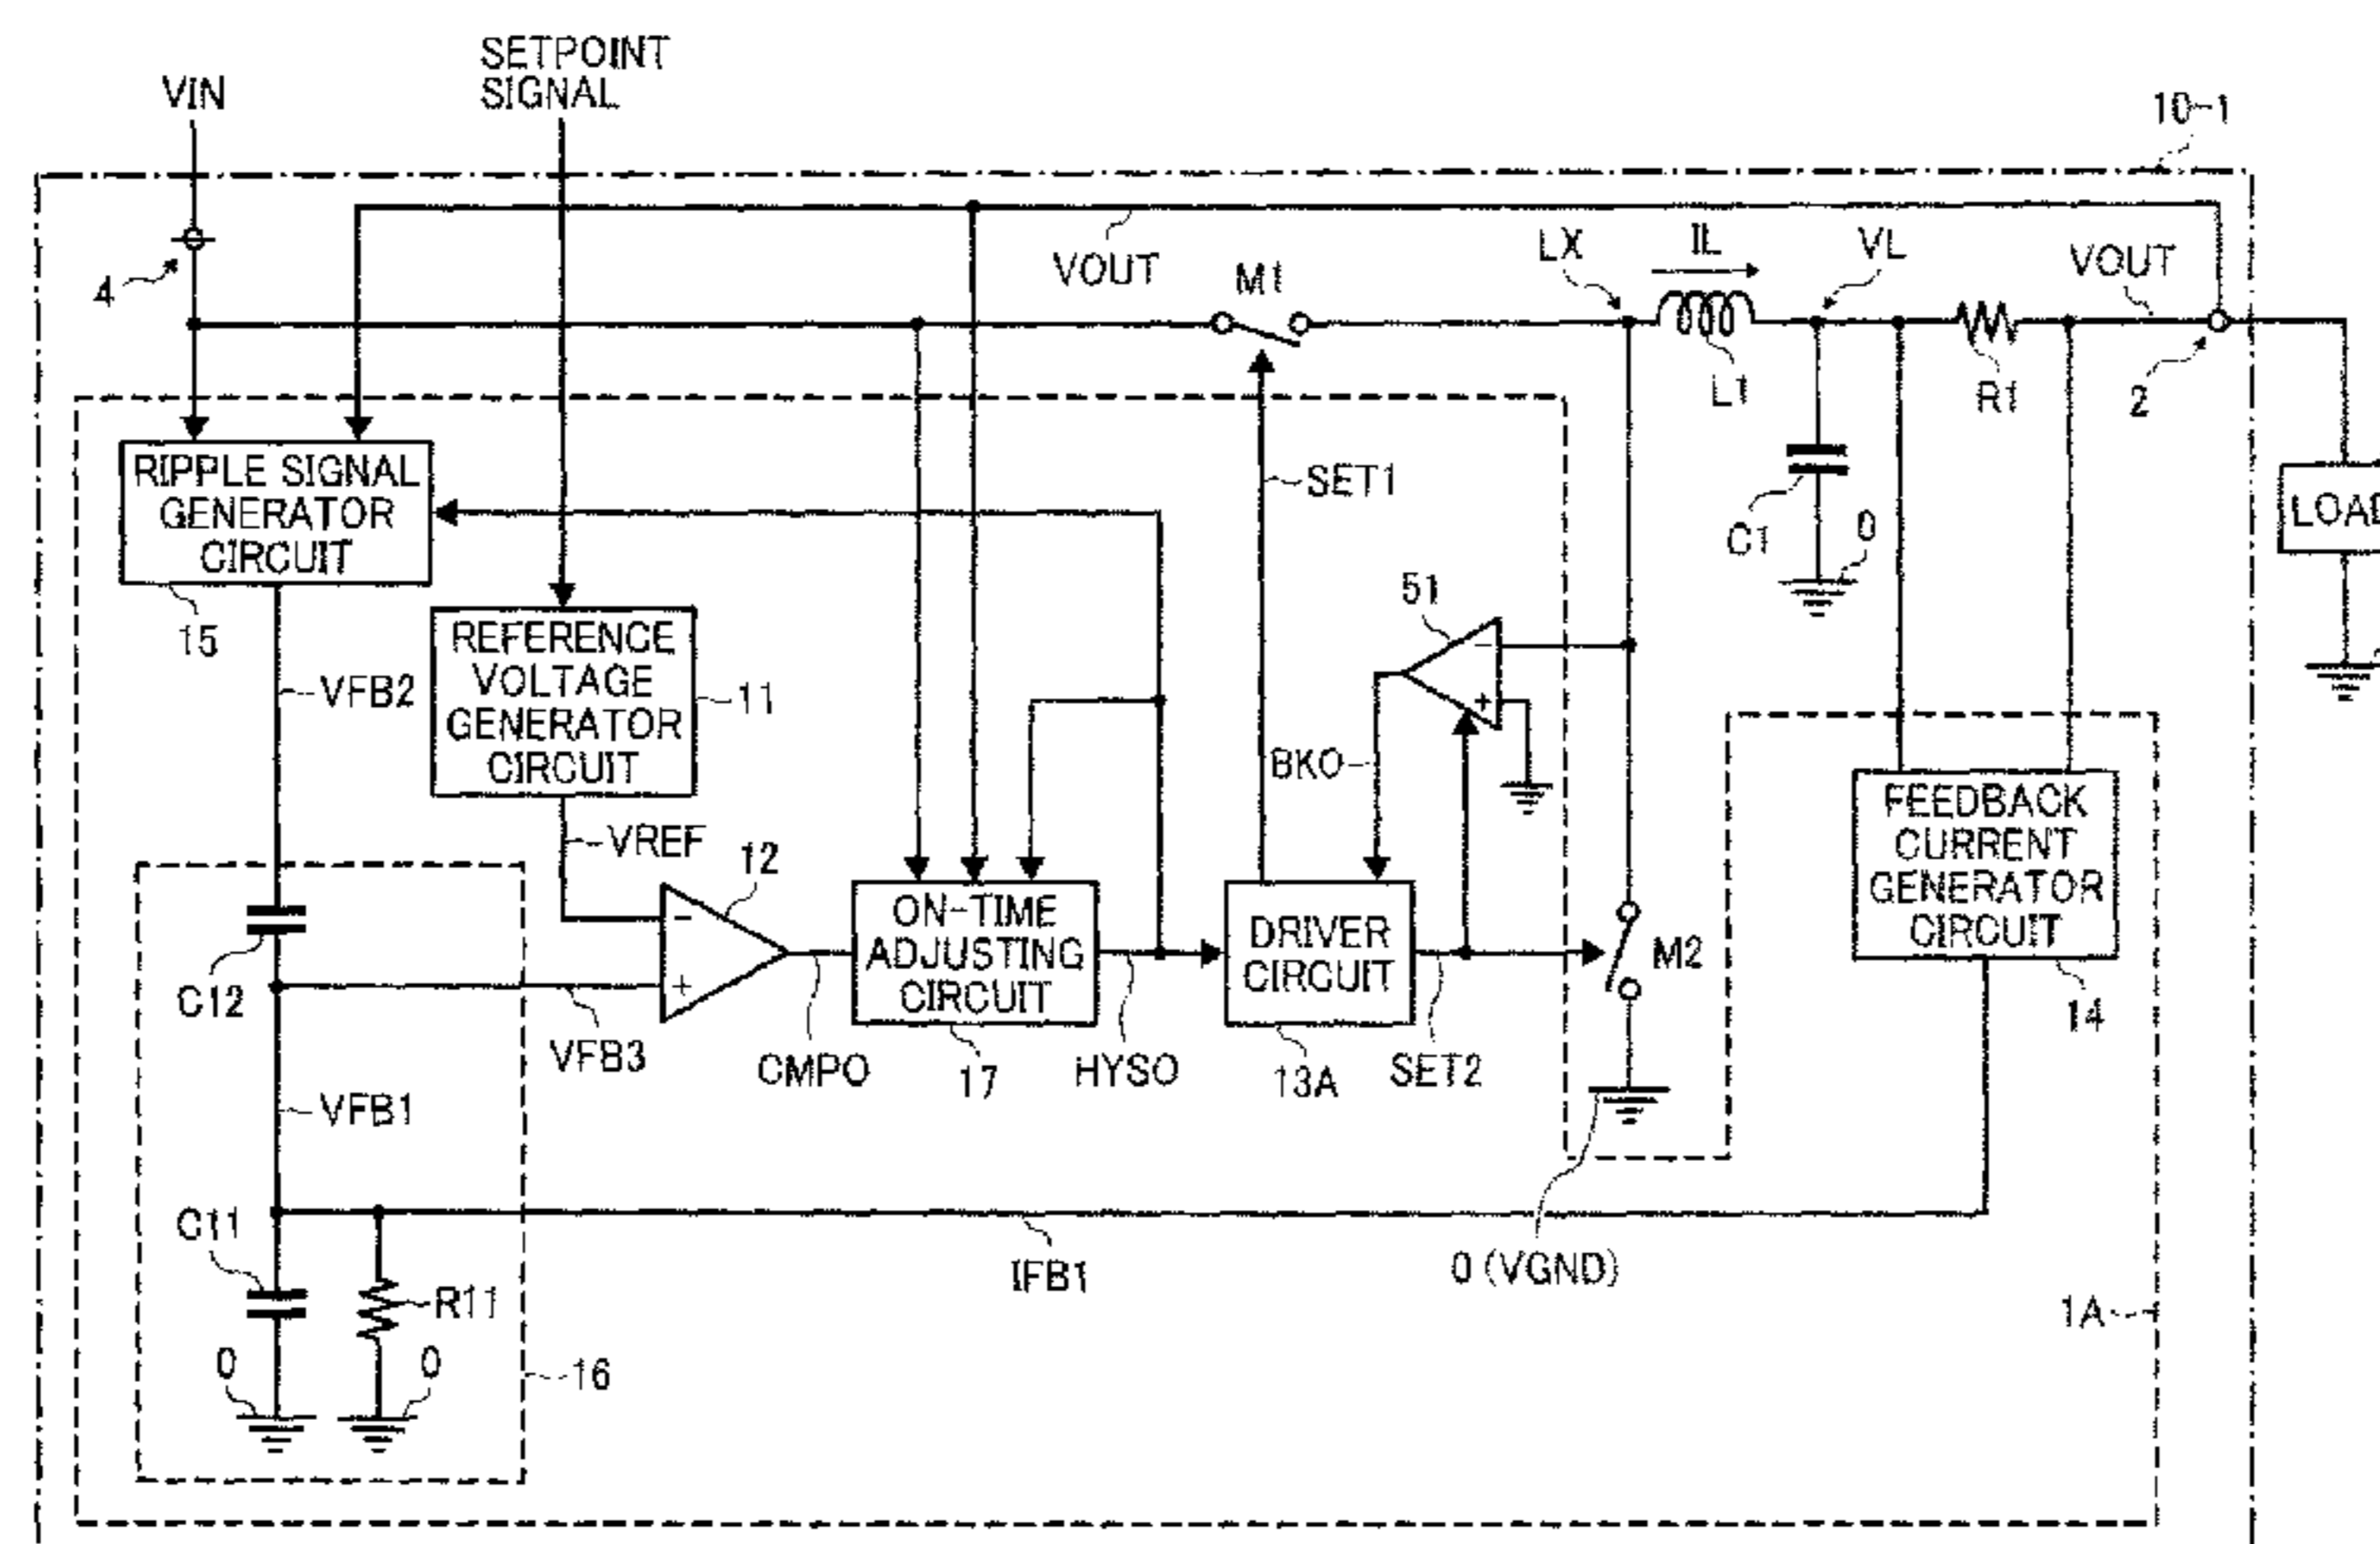 SETPOINT
SIGNAL
VIN
10-1
4
VOUT
M1
LX
IL
VL
VOUT
L1
R1
2
RIPPLE SIGNAL
GENERATOR
CIRCUIT
15
SET1
C1
0
LOAD
51
REFERENCE
VOLTAGE
GENERATOR
CIRCUIT
11
VFB2
-
+
BKO
VREF
12
FEEDBACK
CURRENT
GENERATOR
CIRCUIT
14
C12
-
+
ON-TIME
ADJUSTING
CIRCUIT
17
DRIVER
CIRCUIT
13A
M2
VFB3
CMPO
HYSO
SET2
VFB1
C11
R11
IFB1
0 (VGND)
1A
0
0
16